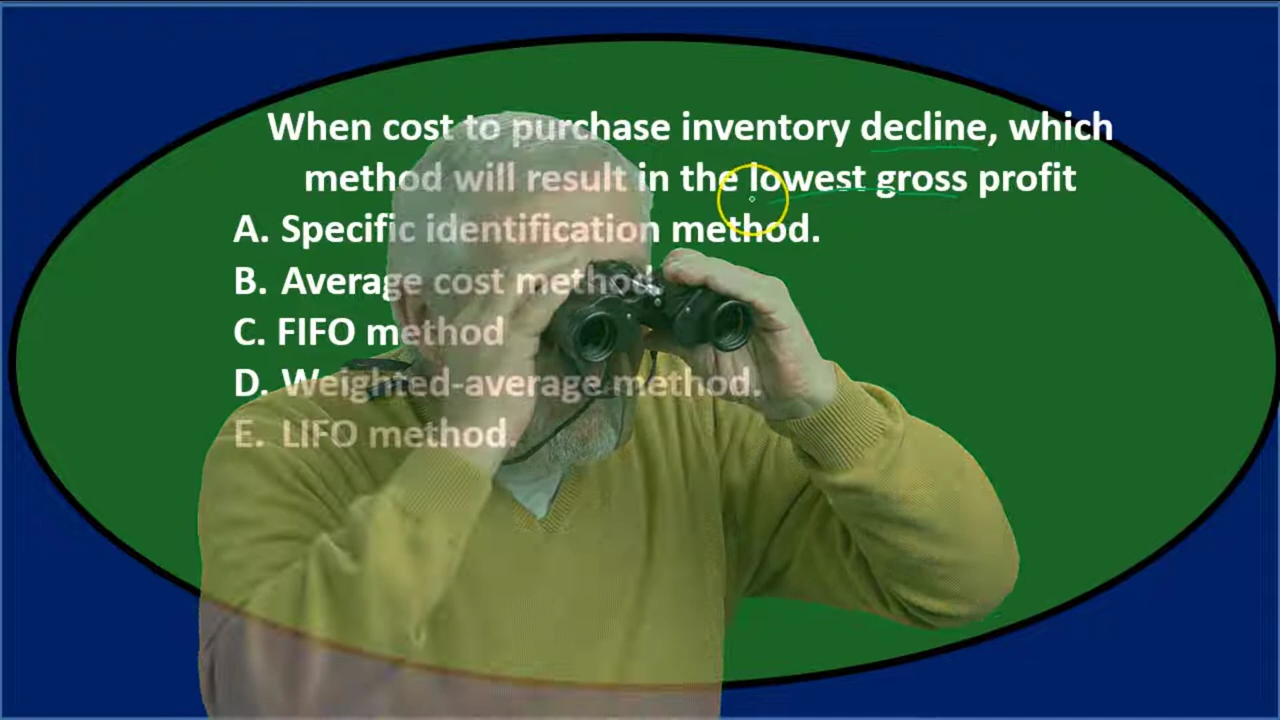 When cost to purchase inventory decline, which
method will result in the lowest gross profit
A. Specific identification method.
B. Average cost method.
C. FIFO method
D. Weighted-average method.
E. LIFO method.